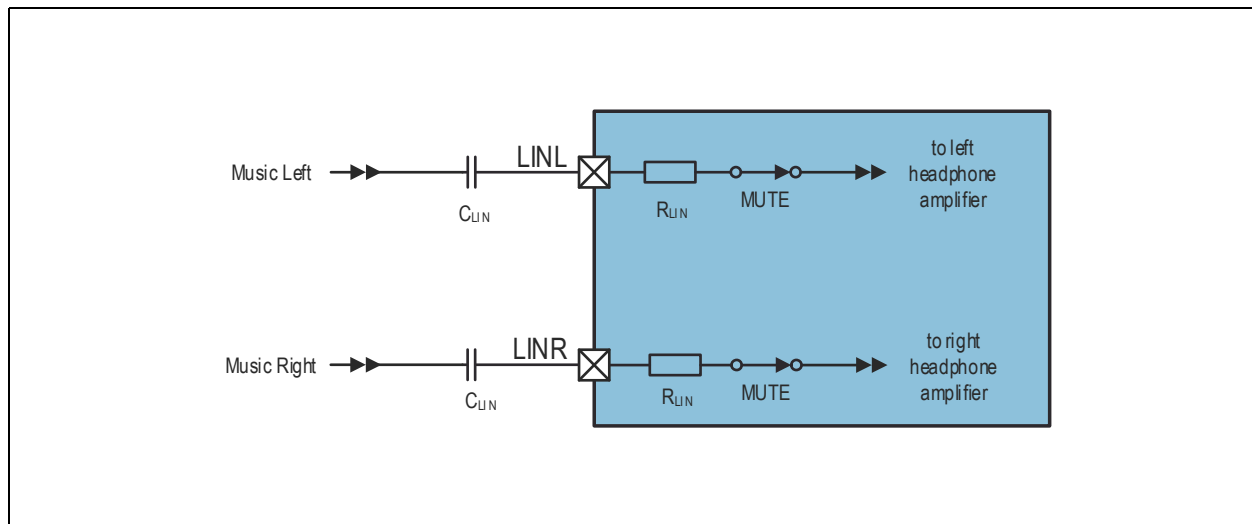 LINL
Music Left
CLIN
RLIN
MUTE
to left
headphone
amplifier
LINR
Music Right
CLIN
RLIN
MUTE
to right
headphone
amplifier